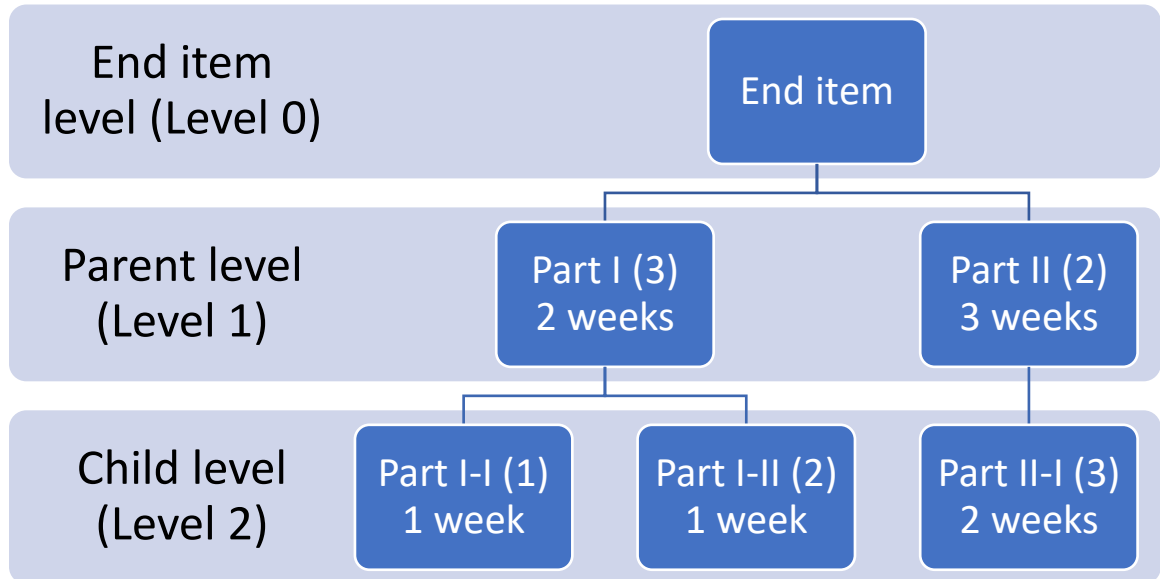 End item
level (Level 0)
End item
Parent level
(Level 1)
Part I (3)
2 weeks
Part II (2)
3 weeks
Child level
(Level 2)
Part I-I (1)
1 week
Part I-II (2)
1 week
Part II-I (3)
2 weeks